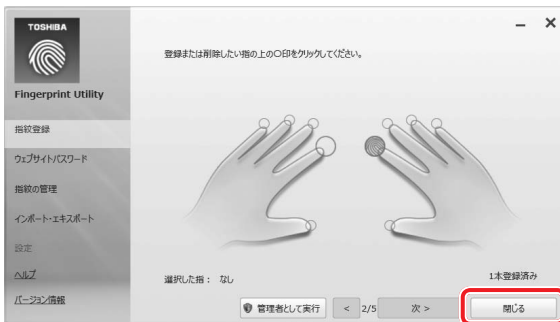 TOSHIBA
Fingerprint Utility
指紋登録
ウェブサイトパスワード
指紋の管理
インポート・エキスポート
設定
ヘルプ
バージョン情報
登録または削除したい指の上の○印をクリックしてください。
選択した指： なし
1本登録済み
管理者として実行
<
2/5
次 >
閉じる